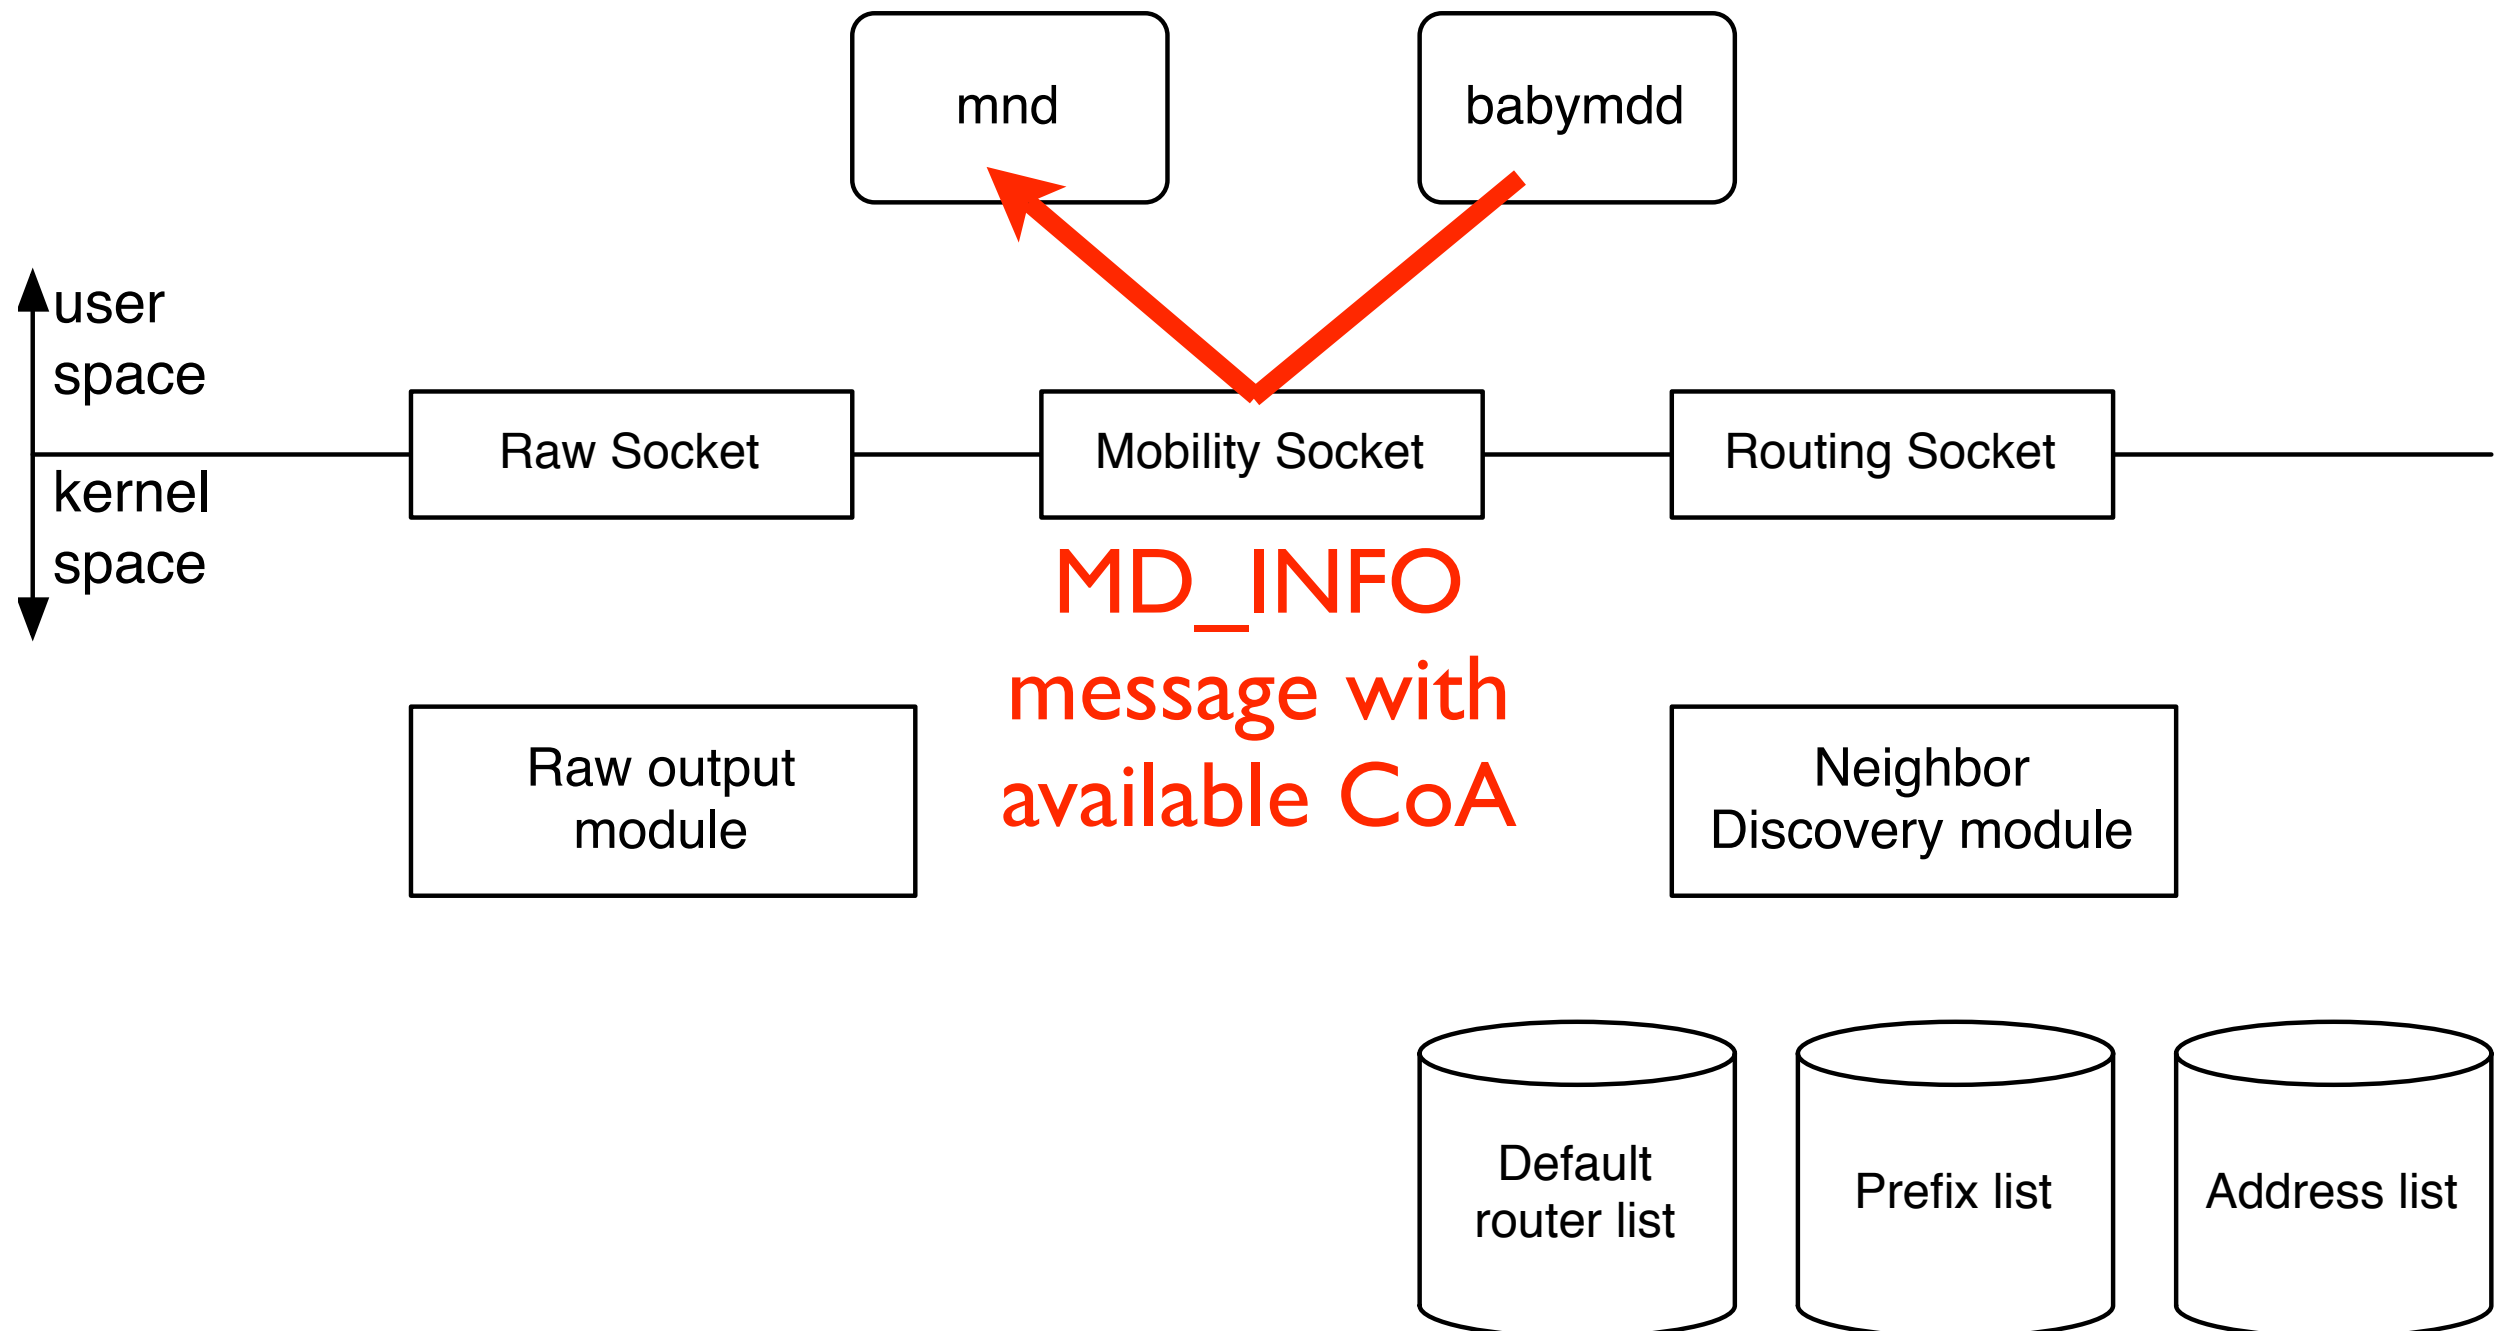 mnd
babymdd
user
space
Raw Socket
Mobility Socket
Routing Socket
kernel
space
MD_INFO
message with
available CoA
Raw output
module
Neighbor
Discovery module
Default
router list
Prefix list
Address list